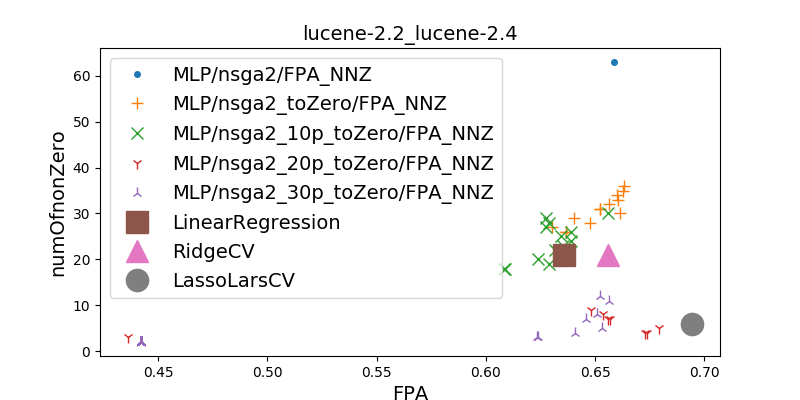 lucene-2.2_lucene-2.4
60
50
40
30
20
10
0
numOfnonZero
MLP/nsga2/FPA_NNZ
MLP/nsga2_toZero/FPA_NNZ
MLP/nsga2_10p_toZero/FPA_NNZ
MLP/nsga2_20p_toZero/FPA_NNZ
MLP/nsga2_30p_toZero/FPA_NNZ
LinearRegression
RidgeCV
LassoLarsCV
0.45 0.50 0.55 0.60 0.65 0.70
FPA